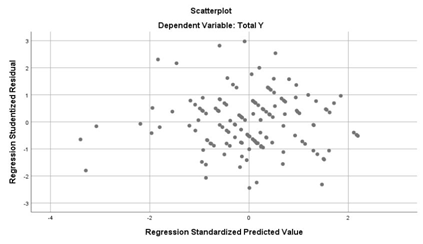 Scatterplot
Dependent Variable: Total Y
Regression Studentized Residual
3
2
1
0
-1
-2
-3
-4
-2
0
2
Regression Standardized Predicted Value